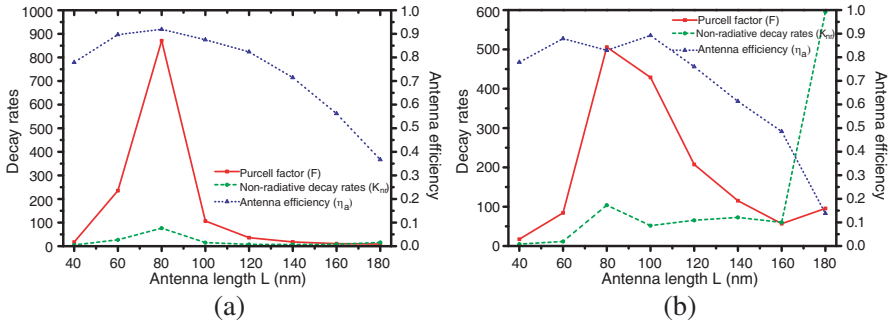 1000
900
800
700
600
500
400
300
200
100
0
Decay rates
40 60 80 100 120 140 160 180
Antenna length L (nm)
1.0
0.9
0.8
0.7
0.6
0.5
0.4
0.3
0.2
0.1
0.0
Antenna efficiency
Purcell factor (F)
Non-radiative decay rates (Knr)
Antenna efficiency (ηa)
(a)
600
500
400
300
200
100
0
Decay rates
40 60 80 100 120 140 160 180
Antenna length L (nm)
1.0
0.9
0.8
0.7
0.6
0.5
0.4
0.3
0.2
0.1
0.0
Antenna efficiency
Purcell factor (F)
Non-radiative decay rates (Knr)
Antenna efficiency (ηa)
(b)